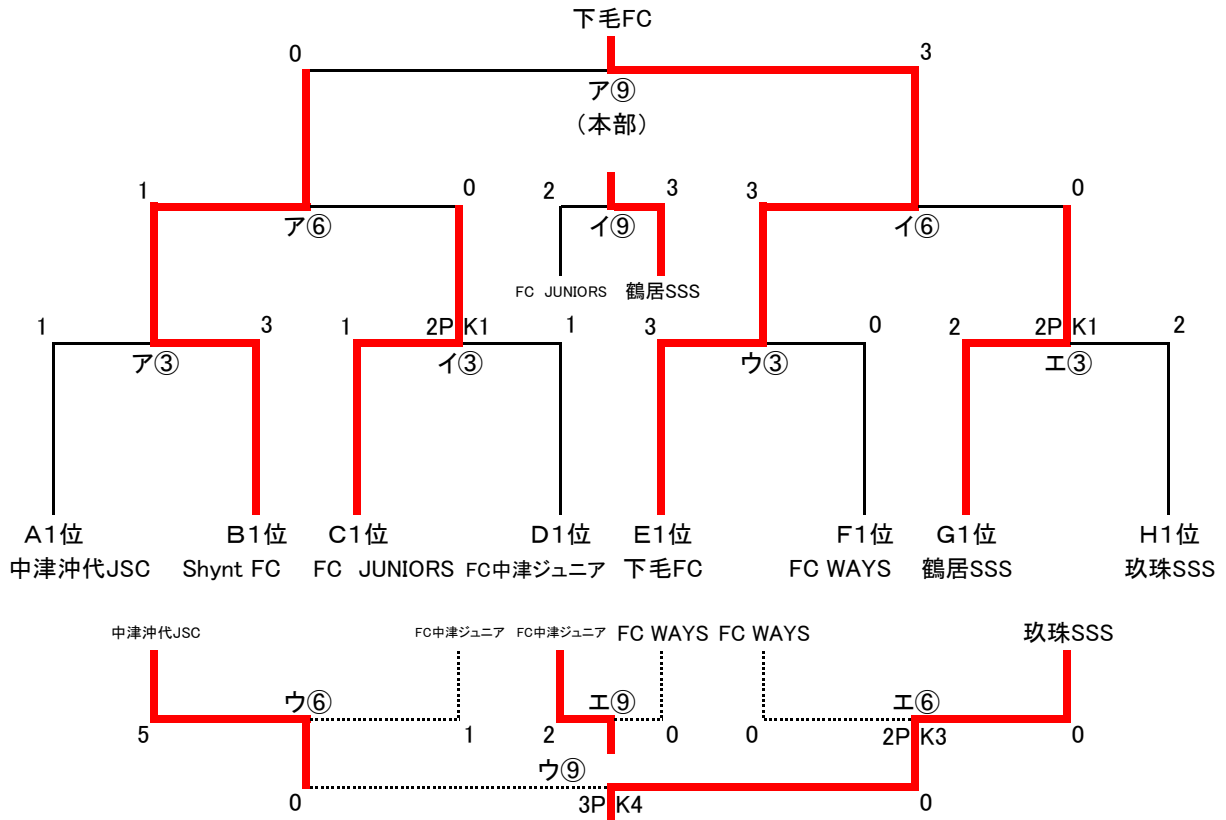 下毛FC
0 3
ア⑨
(本部)
1 0 2 3 3 0
ア⑥ イ⑨ イ⑥
FC JUNIORS 鶴居SSS
1 3 1 2PK1 1 3 0 2 2PK1 2
ア③ イ③ ウ③ エ③
A1位 B1位 C1位 D1位 E1位 F1位 G1位 H1位
中津沖代JSC Shynt FC FC JUNIORS FC中津ジュニア 下毛FC FC WAYS 鶴居SSS 玖珠SSS
中津沖代JSC FC中津ジュニア FC中津ジュニア FC WAYS FC WAYS 玖珠SSS
ウ⑥ エ⑨ エ⑥
5 1 2 0 0 2PK3 0
ウ⑨
0 3PK4 0